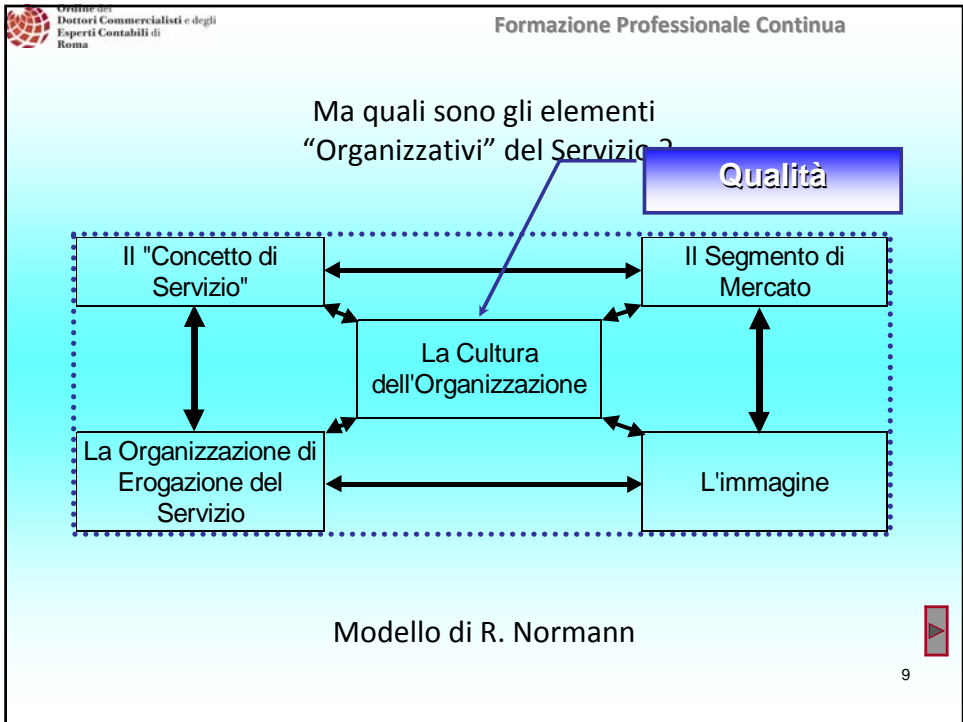 Ordine dei
Dottori Commercialisti e degli
Esperti Contabili di
Roma
Formazione Professionale Continua
Ma quali sono gli elementi
“Organizzativi” del Servizio ?
Qualità
Il "Concetto di
Servizio"
Il Segmento di
Mercato
La Cultura
dell'Organizzazione
La Organizzazione di
Erogazione del
Servizio
L'immagine
Modello di R. Normann
9